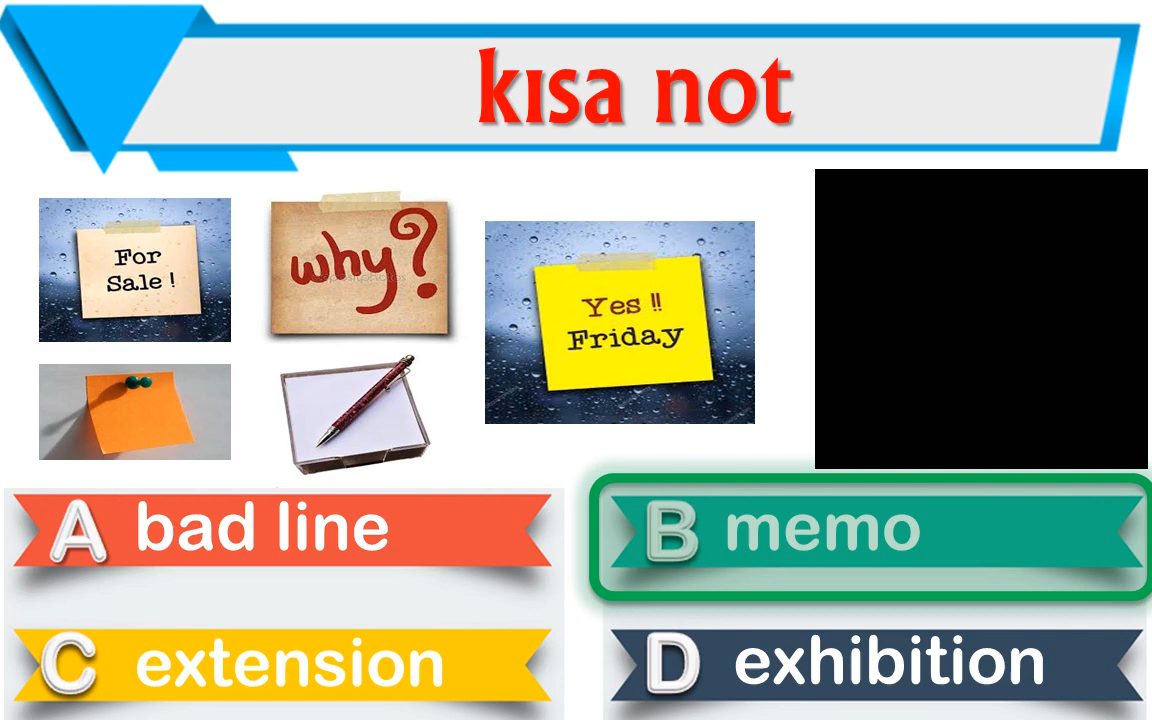 kısa not
For
Sale !
why?
Yes !!
Friday
A bad line
B memo
C extension
D exhibition